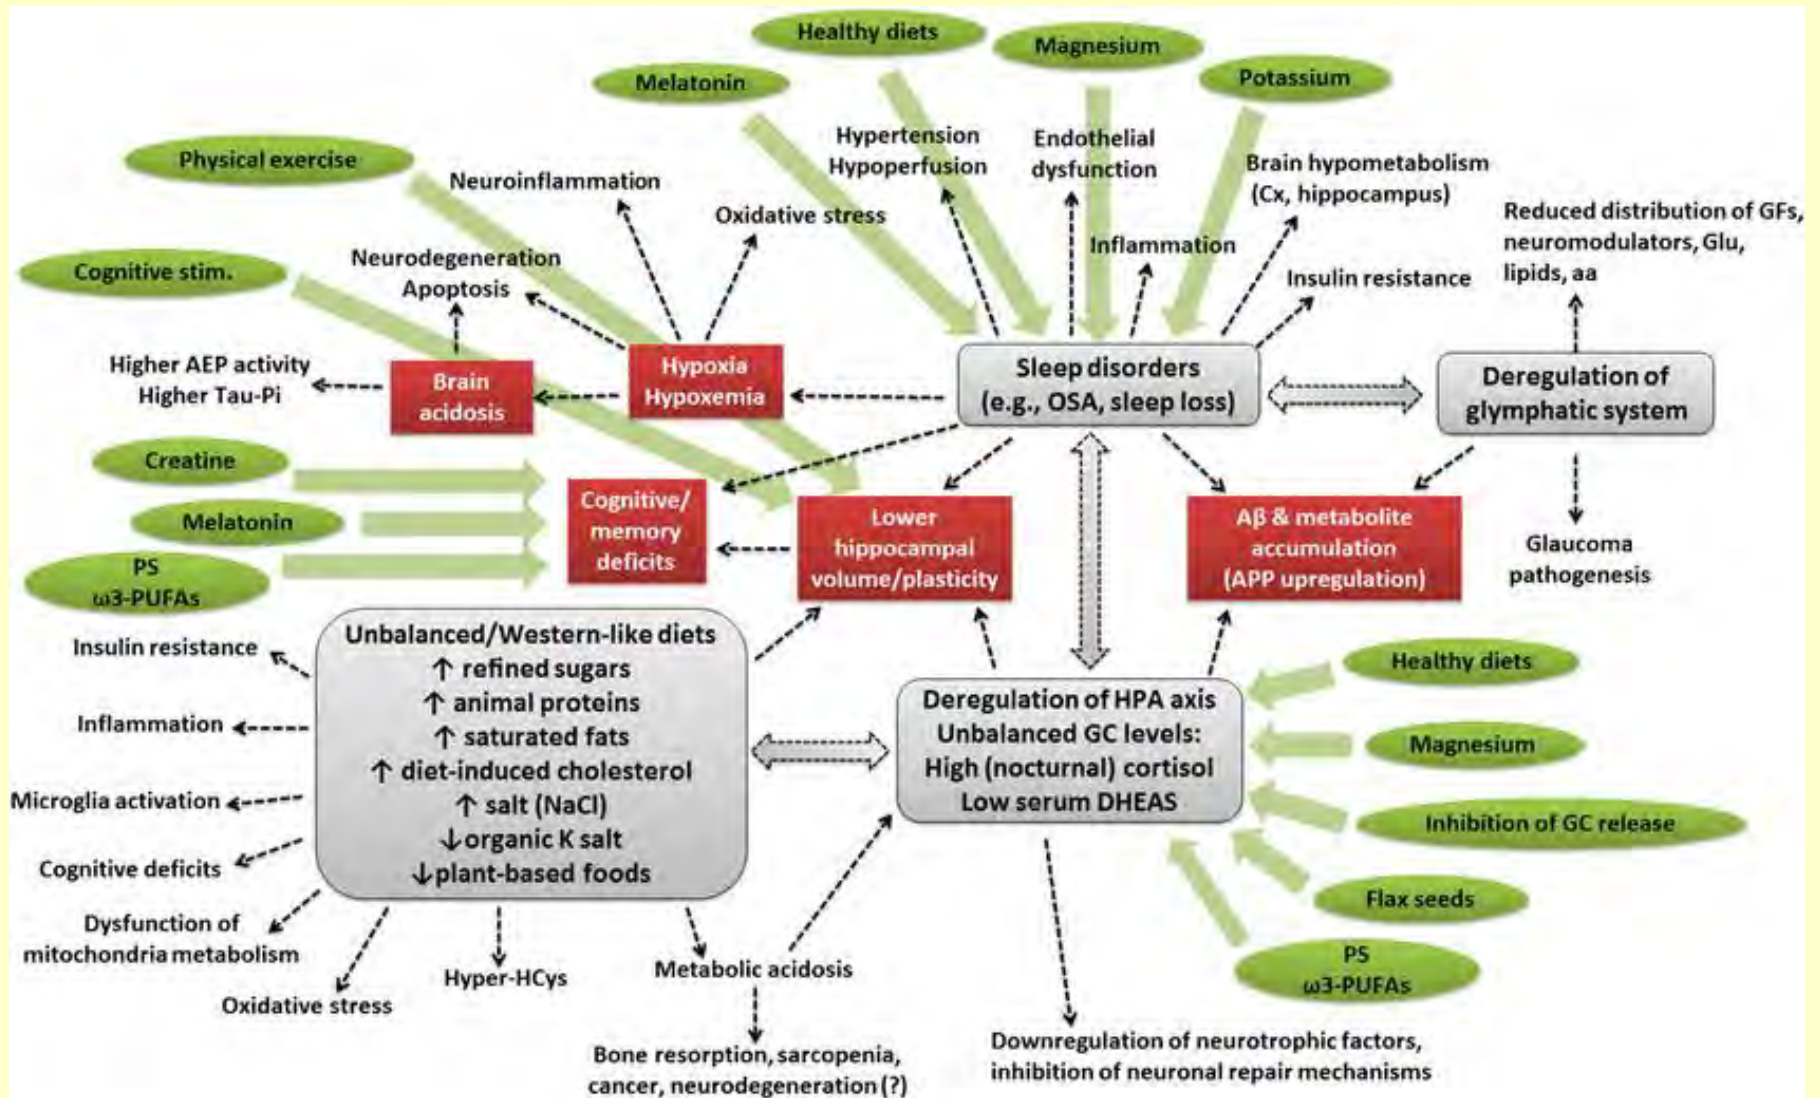 Healthy diets
Magnesium
Melatonin
Potassium
Physical exercise
Hypertension
Hypoperfusion
Endothelial
dysfunction
Brain hypometabolism
(Cx, hippocampus)
Neuroinflammation
Oxidative stress
Inflammation
Reduced distribution of GFs,
neuromodulators, Glu,
lipids, aa
Cognitive stim.
Neurodegeneration
Apoptosis
Insulin resistance
Higher AEP activity
Higher Tau-Pi
Brain
acidosis
Hypoxia
Hypoxemia
Sleep disorders
(e.g., OSA, sleep loss)
Deregulation of
glymphatic system
Creatine
Melatonin
PS
ω3-PUFAs
Cognitive/
memory
deficits
Lower
hippocampal
volume/plasticity
Aβ & metabolite
accumulation
(APP upregulation)
Glaucoma
pathogenesis
Unbalanced/Western-like diets
↑ refined sugars
↑ animal proteins
↑ saturated fats
↑ diet-induced cholesterol
↑ salt (NaCl)
↓organic K salt
↓plant-based foods
Insulin resistance
Inflammation
Microglia activation
Cognitive deficits
Dysfunction of
mitochondria metabolism
Oxidative stress
Hyper-HCys
Metabolic acidosis
Bone resorption, sarcopenia,
cancer, neurodegeneration (?)
Deregulation of HPA axis
Unbalanced GC levels:
High (nocturnal) cortisol
Low serum DHEAS
Healthy diets
Magnesium
Inhibition of GC release
Flax seeds
PS
ω3-PUFAs
Downregulation of neurotrophic factors,
inhibition of neuronal repair mechanisms